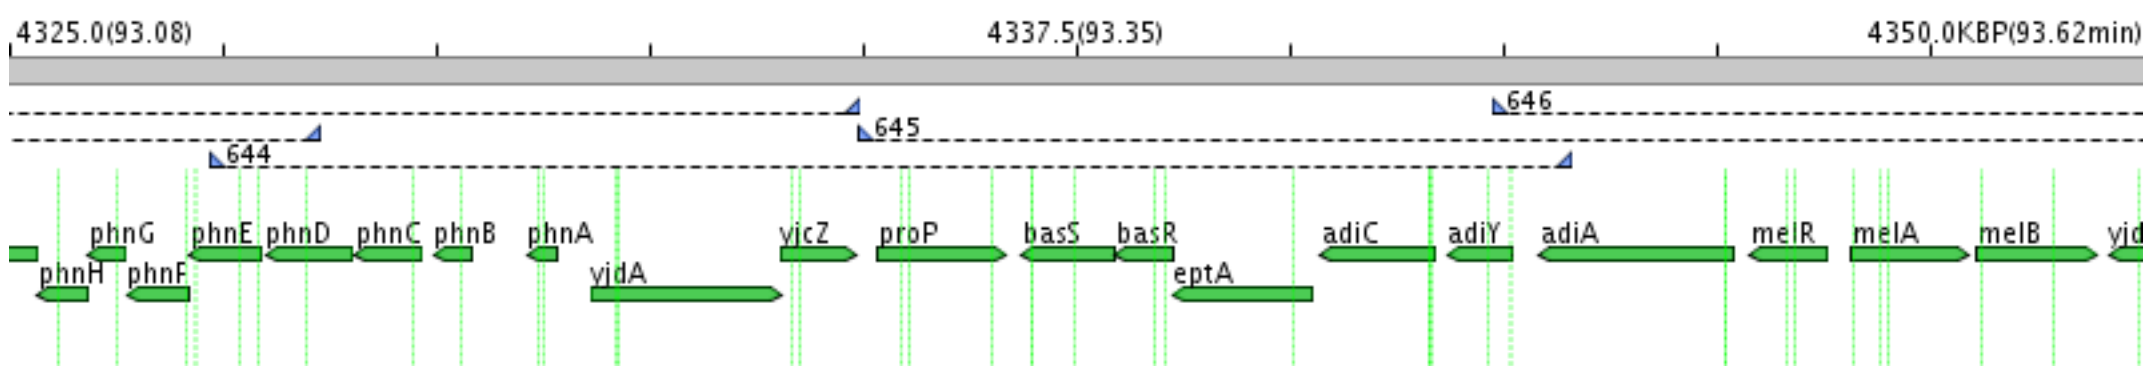 4325.0(93.08) 4337.5(93.35) 4350.0KBP(93.62min)
646
645
644
phnG phnE phnD phnC phnB phnA yjcZ proP basS basR adiC adiY adiA melR melA melB yjd
phnH phnF yjdA eptA